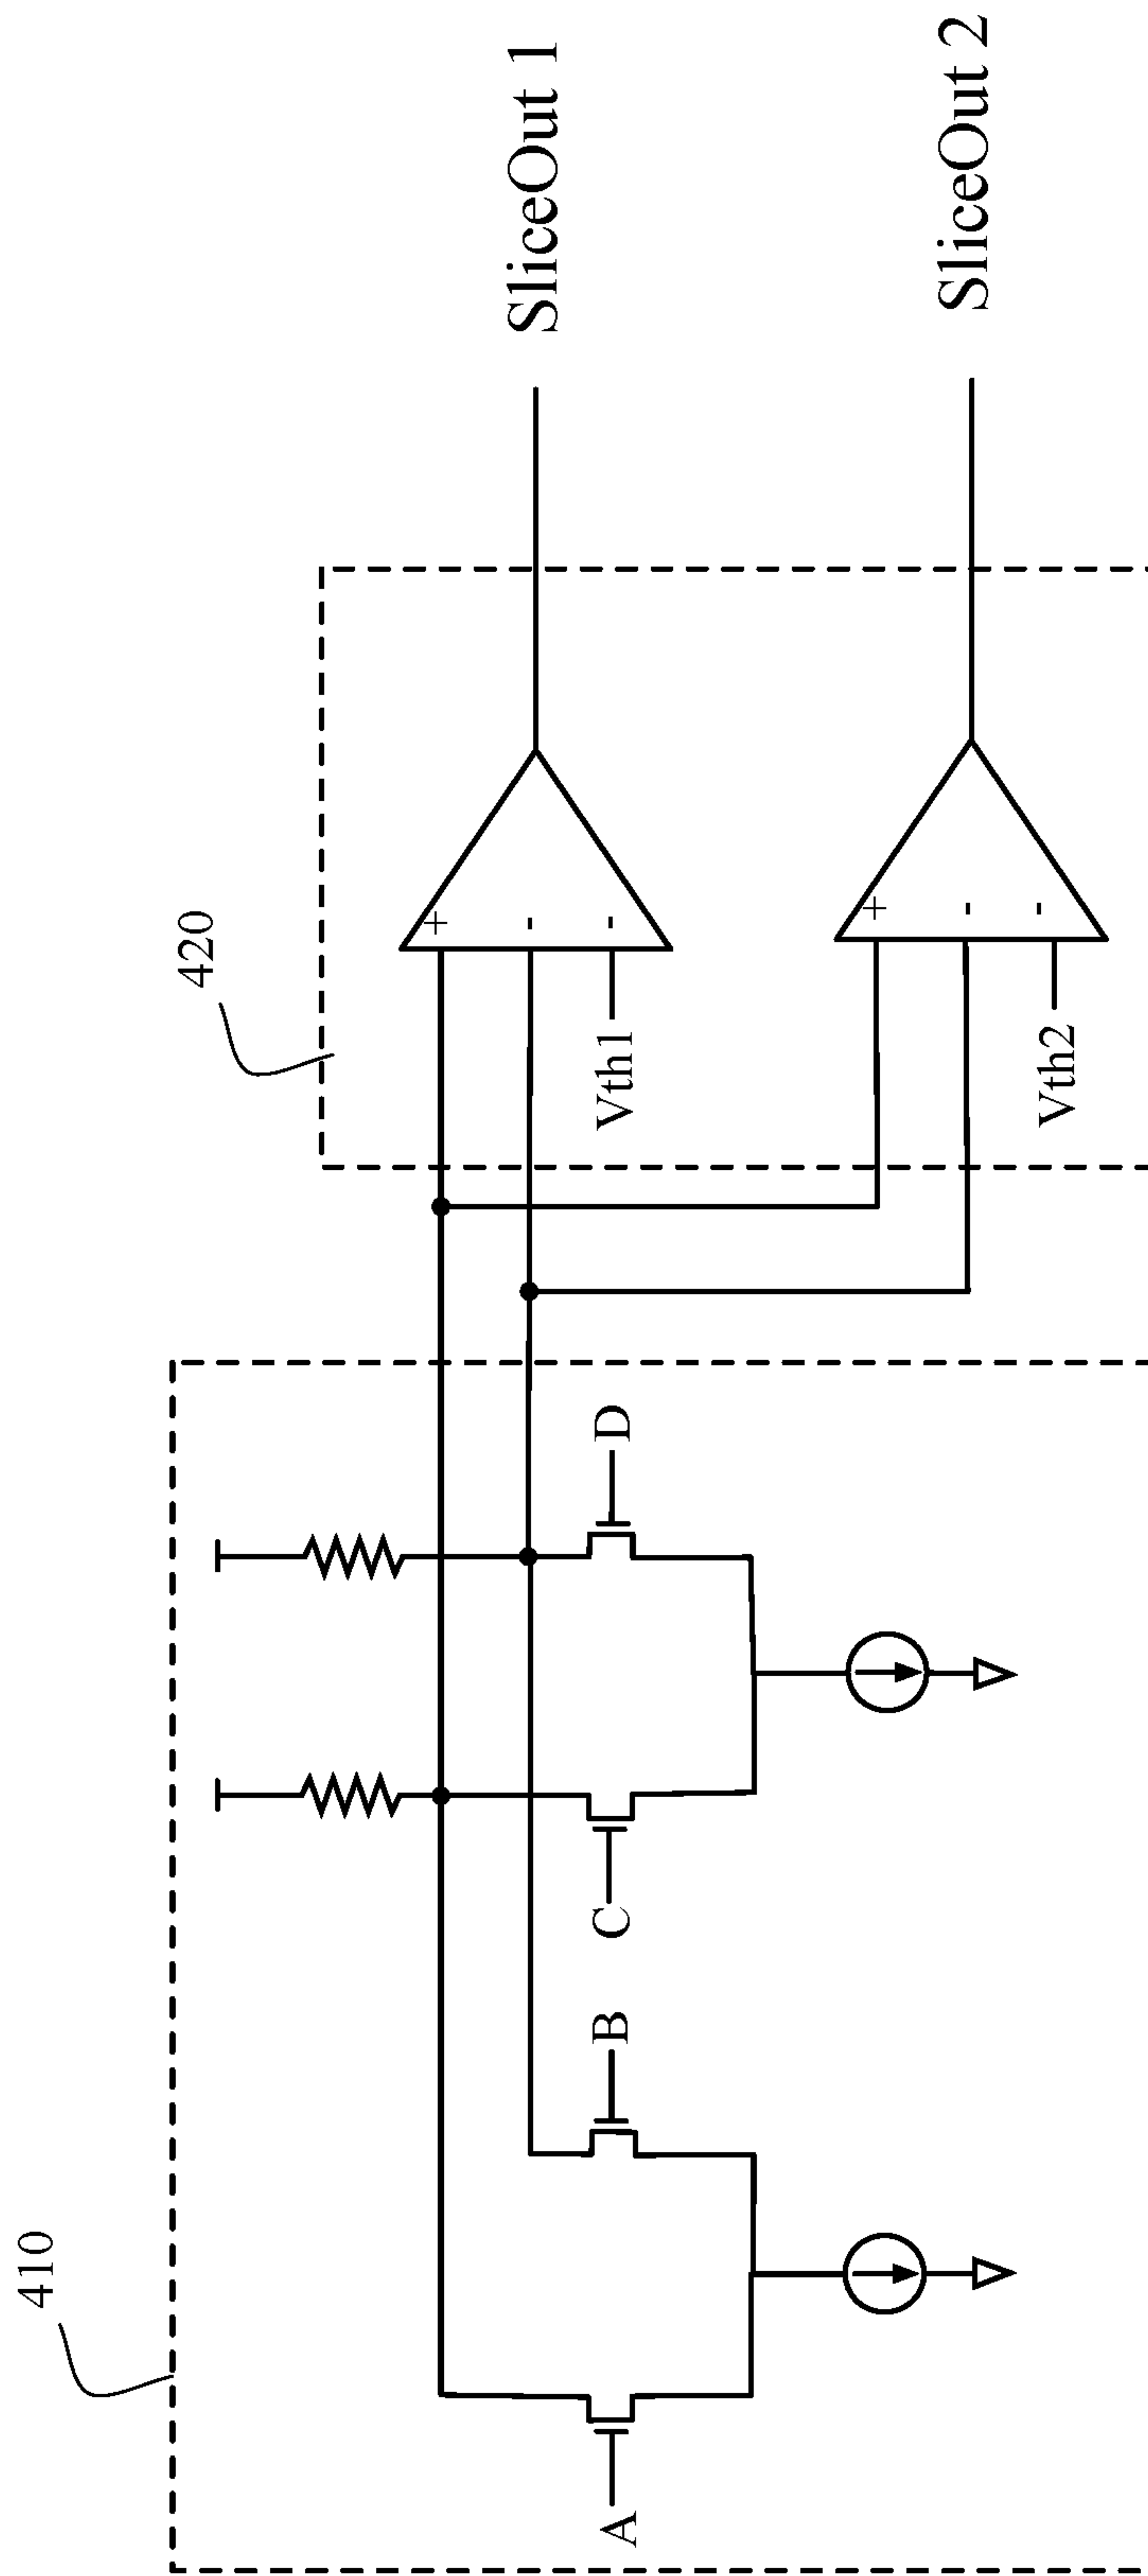 410
420
A
B
C
D
+
-
-
Vth1
SliceOut 1
+
-
-
Vth2
SliceOut 2